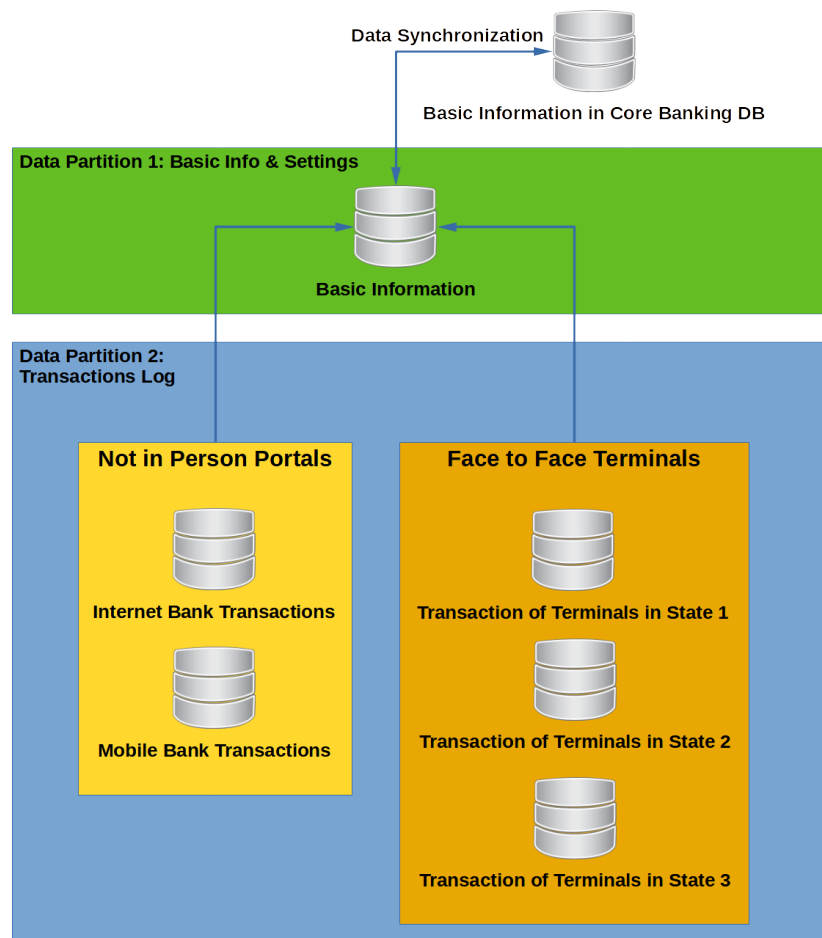 Data Synchronization
Basic Information in Core Banking DB
Data Partition 1: Basic Info & Settings
Basic Information
Data Partition 2:
Transactions Log
Not in Person Portals
Internet Bank Transactions
Mobile Bank Transactions
Face to Face Terminals
Transaction of Terminals in State 1
Transaction of Terminals in State 2
Transaction of Terminals in State 3